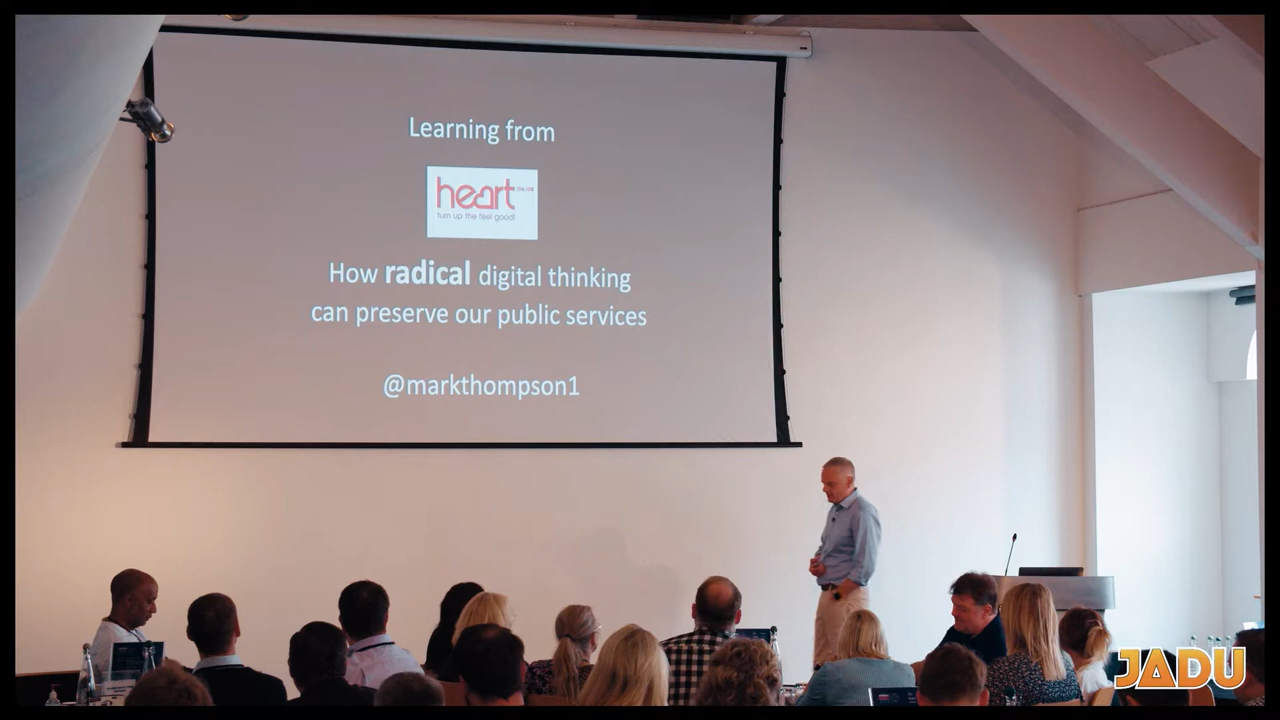 Learning from
heart
turn up the feel good!
How radical digital thinking
can preserve our public services
@markthompson1
JADU